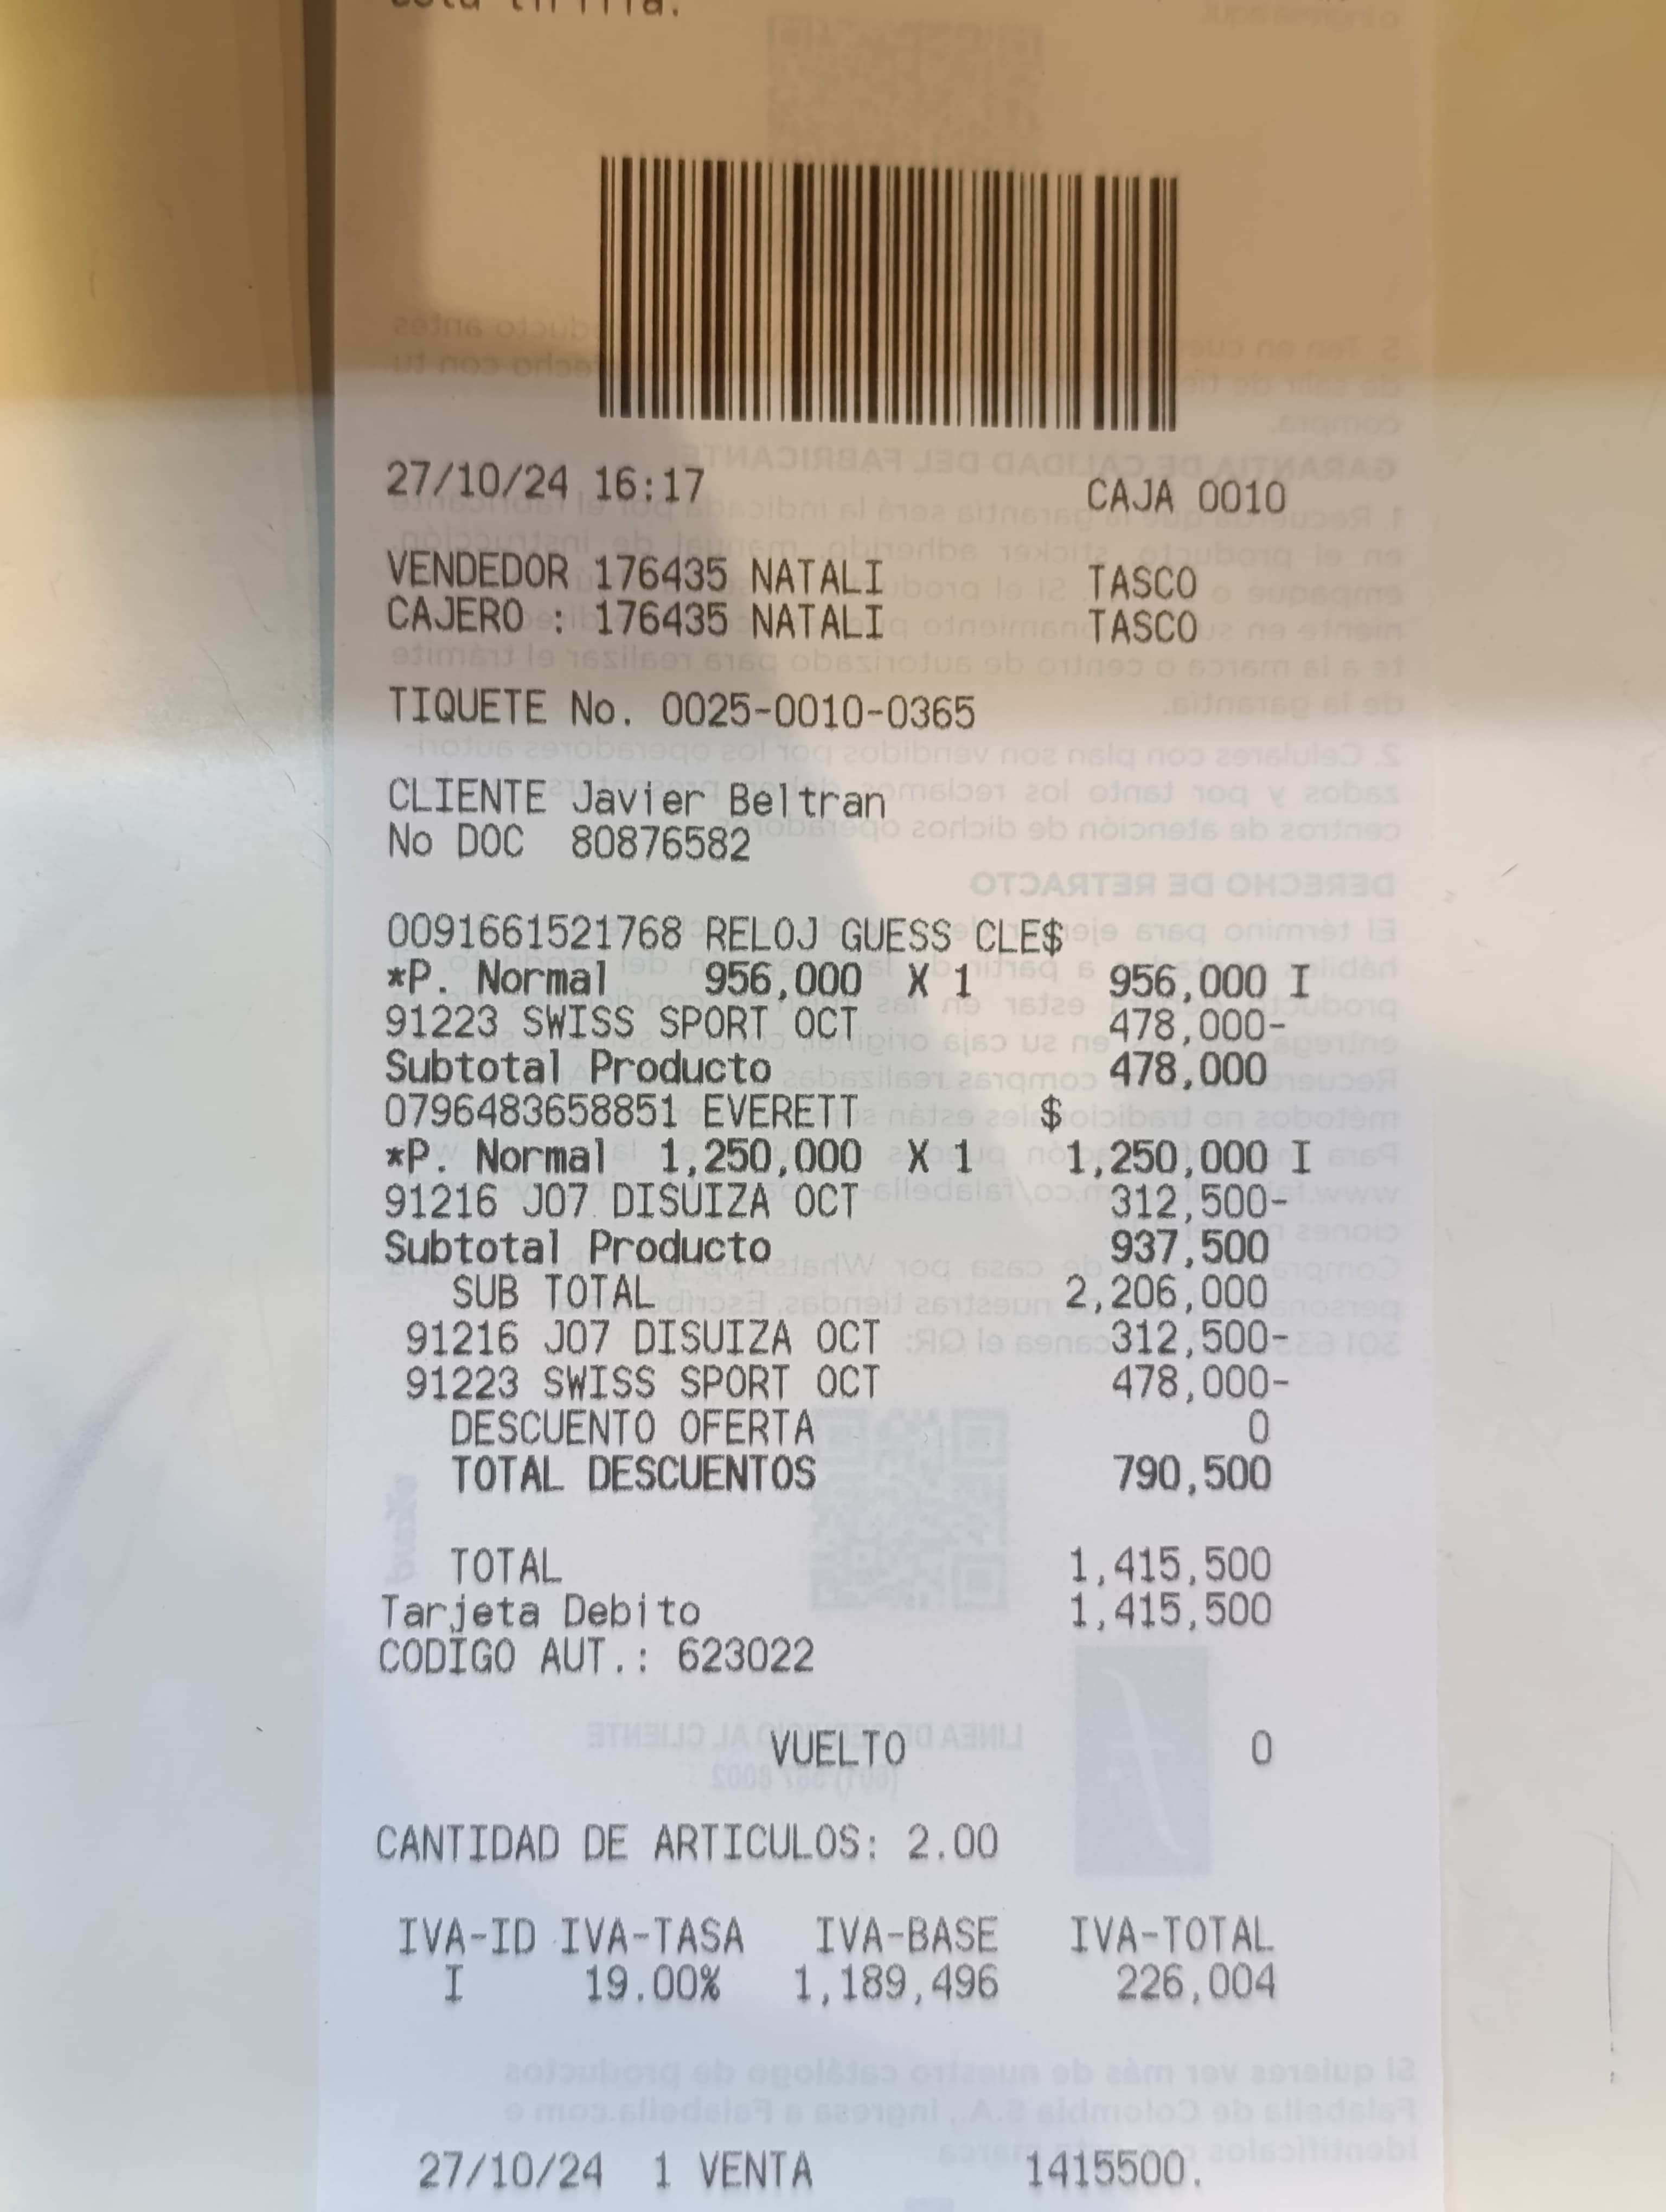 esta tirilla.
27/10/24 16:17 CAJA 0010
VENDEDOR 176435 NATALI TASCO
CAJERO : 176435 NATALI TASCO
TIQUETE No. 0025-0010-0365
CLIENTE Javier Beltran
No DOC 80876582
0091661521768 RELOJ GUESS CLE$
*P. Normal 956,000 X 1 956,000 I
91223 SWISS SPORT OCT 478,000-
Subtotal Producto 478,000
0796483658851 EVERETT $
*P. Normal 1,250,000 X 1 1,250,000 I
91216 J07 DISUIZA OCT 312,500-
Subtotal Producto 937,500
SUB TOTAL 2,206,000
91216 J07 DISUIZA OCT 312,500-
91223 SWISS SPORT OCT 478,000-
DESCUENTO OFERTA 0
TOTAL DESCUENTOS 790,500
TOTAL 1,415,500
Tarjeta Debito 1,415,500
CODIGO AUT.: 623022
VUELTO 0
CANTIDAD DE ARTICULOS: 2.00
IVA-ID IVA-TASA IVA-BASE IVA-TOTAL
I 19.00% 1,189,496 226,004
27/10/24 1 VENTA 1415500.